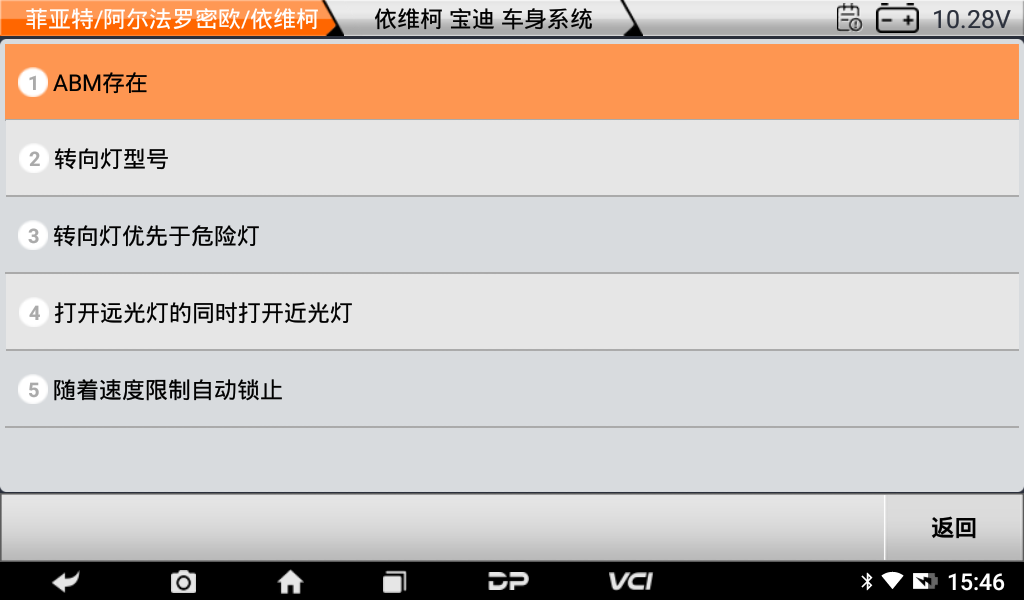 菲亚特/阿尔法罗密欧/依维柯 依维柯 宝迪 车身系统 10.28V
1 ABM存在
2 转向灯型号
3 转向灯优先于危险灯
4 打开远光灯的同时打开近光灯
5 随着速度限制自动锁止
返回
DP VCI 15:46